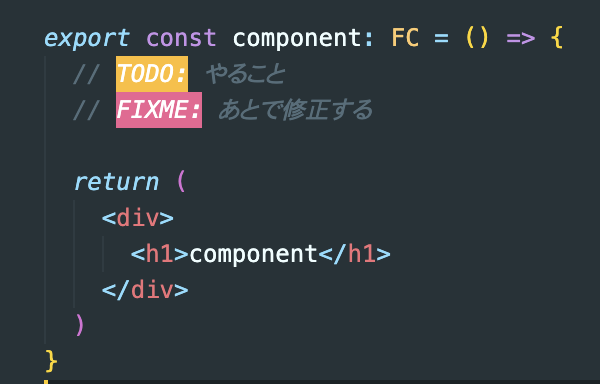 export const component: FC = () => {
// TODO: やること
// FIXME: あとで修正する
return (
<div>
<h1>component</h1>
</div>
)
}